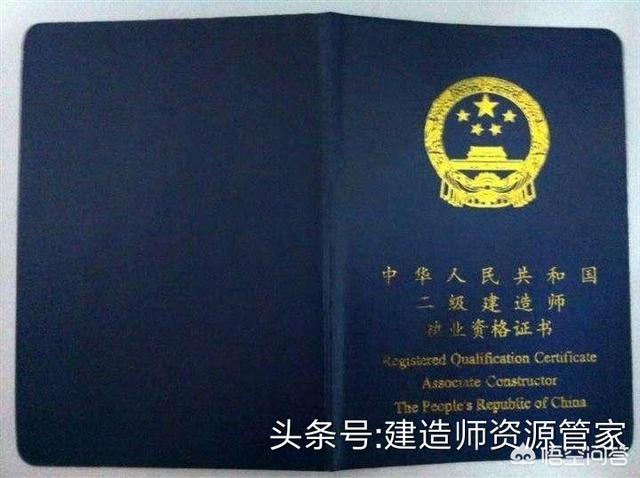 中华人民共和国
二级建造师
执业资格证书
Registered Qualification Certificate
Associate Constructor
The People's Republic of China
头条号:建造师资源管家
悟空问答